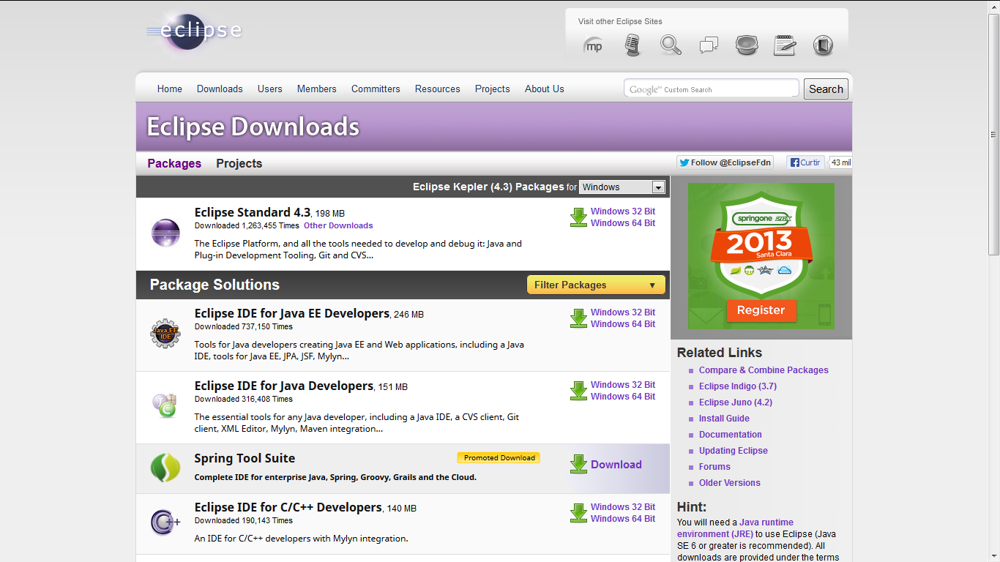 eclipse
Visit other Eclipse Sites
mp
Home Downloads Users Members Committers Resources Projects About Us
Google™ Custom Search
Search
Eclipse Downloads
Packages Projects
Follow @EclipseFdn
Curtir 43 mil
Eclipse Kepler (4.3) Packages for Windows
Eclipse Standard 4.3, 198 MB
Downloaded 1,263,455 Times Other Downloads
The Eclipse Platform, and all the tools needed to develop and debug it: Java and
Plug-in Development Tooling, Git and CVS...
Windows 32 Bit
Windows 64 Bit
Package Solutions
Filter Packages
Java EE
IDE
Eclipse IDE for Java EE Developers, 246 MB
Downloaded 737,150 Times
Tools for Java developers creating Java EE and Web applications, including a Java
IDE, tools for Java EE, JPA, JSF, Mylyn...
Windows 32 Bit
Windows 64 Bit
Eclipse IDE for Java Developers, 151 MB
Downloaded 316,408 Times
The essential tools for any Java developer, including a Java IDE, a CVS client, Git
client, XML Editor, Mylyn, Maven integration...
Windows 32 Bit
Windows 64 Bit
Spring Tool Suite
Promoted Download
Complete IDE for enterprise Java, Spring, Groovy, Grails and the Cloud.
Download
C++
Eclipse IDE for C/C++ Developers, 140 MB
Downloaded 190,143 Times
An IDE for C/C++ developers with Mylyn integration.
Windows 32 Bit
Windows 64 Bit
springone 2GX
2013
Santa Clara
Register
Related Links
Compare & Combine Packages
Eclipse Indigo (3.7)
Eclipse Juno (4.2)
Install Guide
Documentation
Updating Eclipse
Forums
Older Versions
Hint:
You will need a Java runtime
environment (JRE) to use Eclipse (Java
SE 6 or greater is recommended). All
downloads are provided under the terms